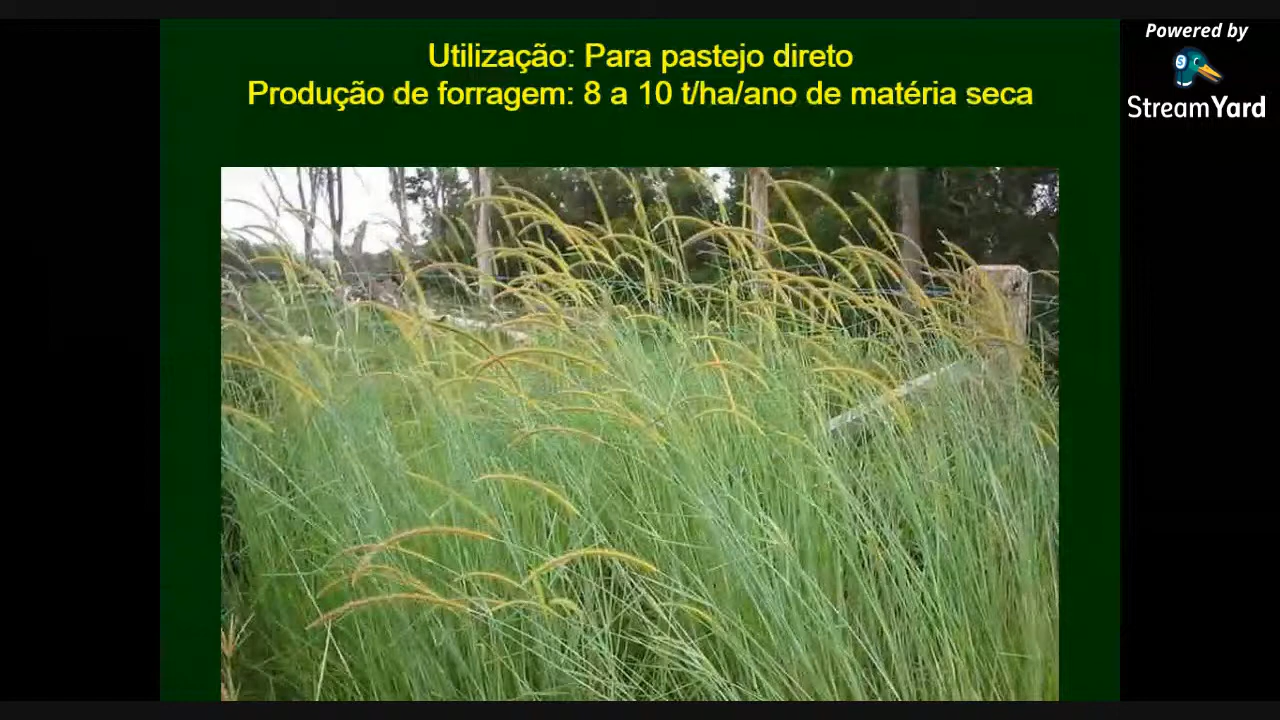 Utilização: Para pastejo direto
Produção de forragem: 8 a 10 t/ha/ano de matéria seca
Powered by
StreamYard